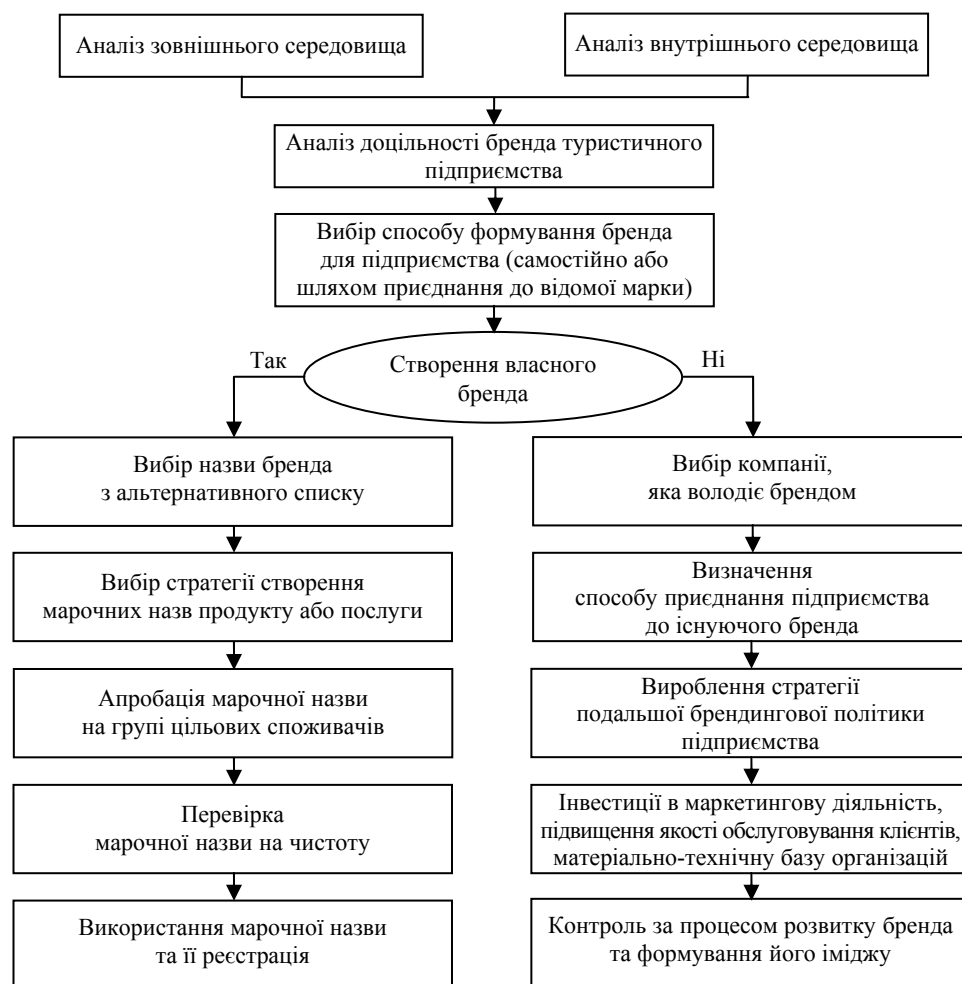 Аналіз зовнішнього середовища
Аналіз внутрішнього середовища
Аналіз доцільності бренда туристичного
підприємства
Вибір способу формування бренда
для підприємства (самостійно або
шляхом приєднання до відомої марки)
Так
Створення власного
бренда
Ні
Вибір назви бренда
з альтернативного списку
Вибір стратегії створення
марочних назв продукту або послуги
Апробація марочної назви
на групі цільових споживачів
Перевірка
марочної назви на чистоту
Використання марочної назви
та її реєстрація
Вибір компанії,
яка володіє брендом
Визначення
способу приєднання підприємства
до існуючого бренда
Вироблення стратегії
подальшої брендингової політики
підприємства
Інвестиції в маркетингову діяльність,
підвищення якості обслуговування клієнтів,
матеріально-технічну базу організацій
Контроль за процесом розвитку бренда
та формування його іміджу